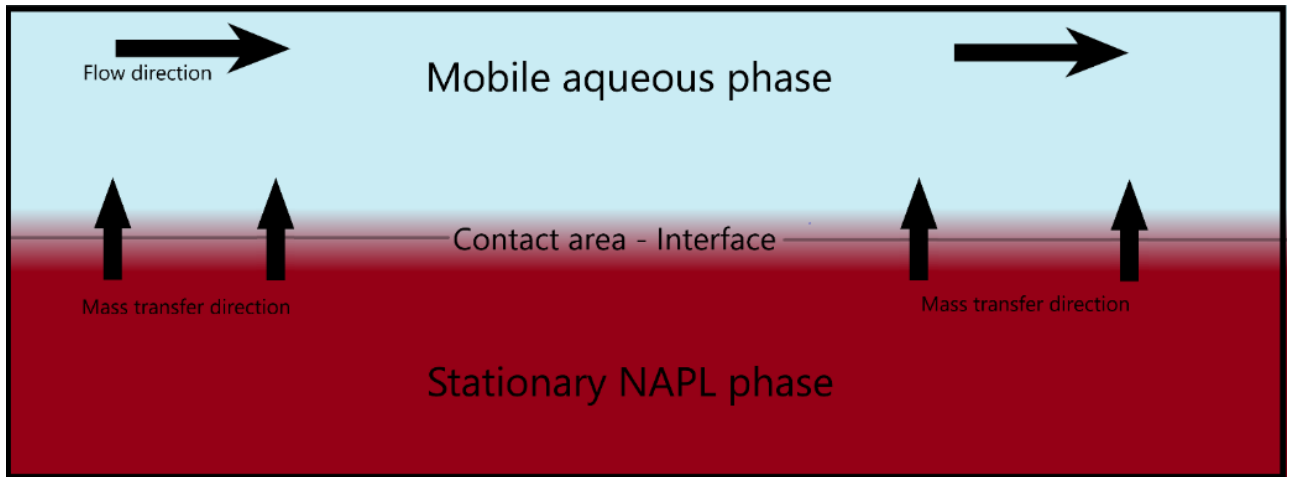 Flow direction
Mobile aqueous phase
Contact area - Interface
Mass transfer direction
Mass transfer direction
Stationary NAPL phase